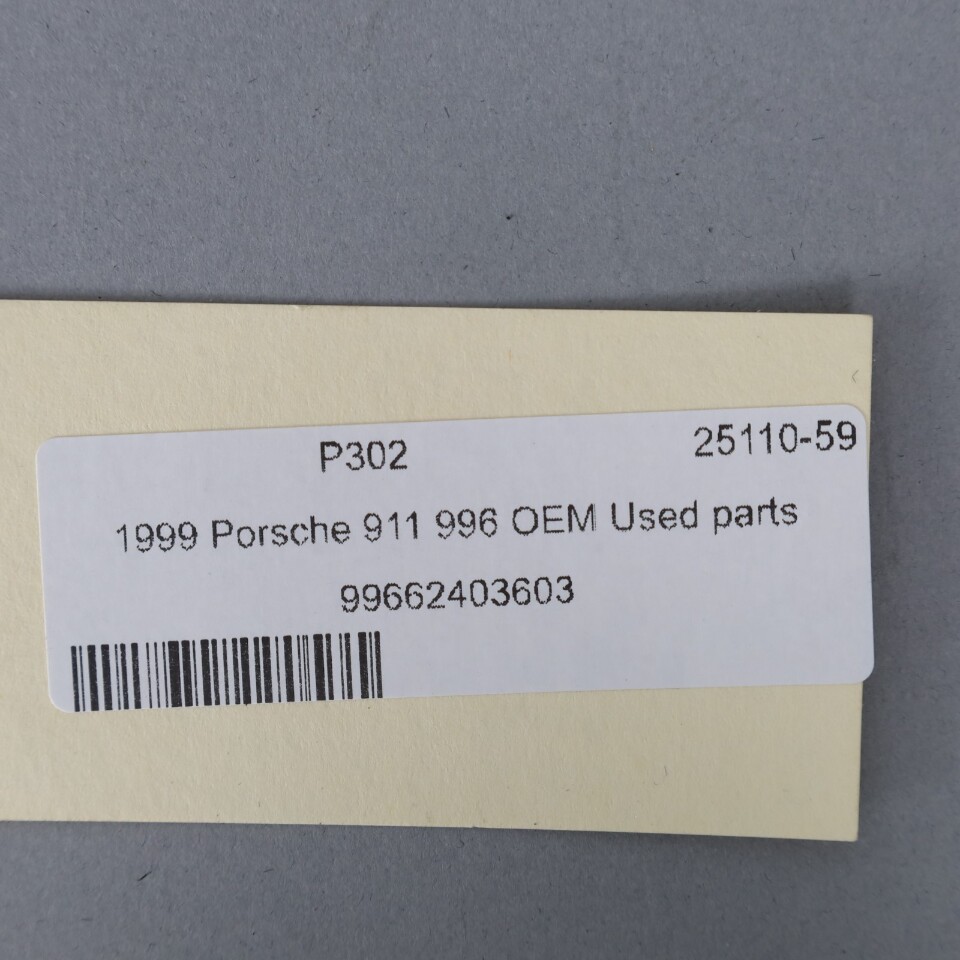 P302 25110-59
1999 Porsche 911 996 OEM Used parts
99662403603